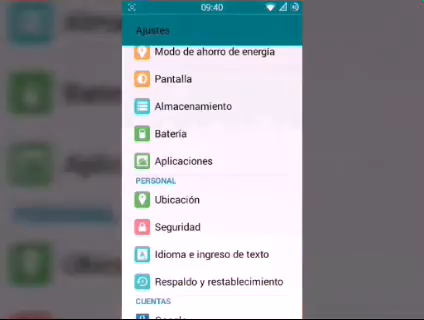 09:40
Ajustes
Modo de ahorro de energía
Pantalla
Almacenamiento
Batería
Aplicaciones
PERSONAL
Ubicación
Seguridad
Idioma e ingreso de texto
Respaldo y restablecimiento
CUENTAS
Google